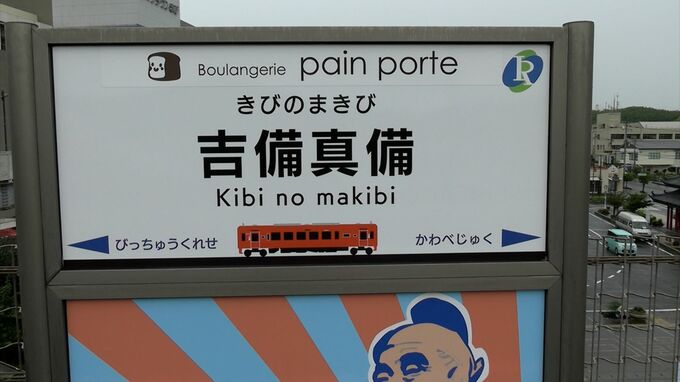 Boulangerie pain porte
きびのまきび
吉備真備
Kibi no makibi
びっちゅうくれせ
かわべじゅく